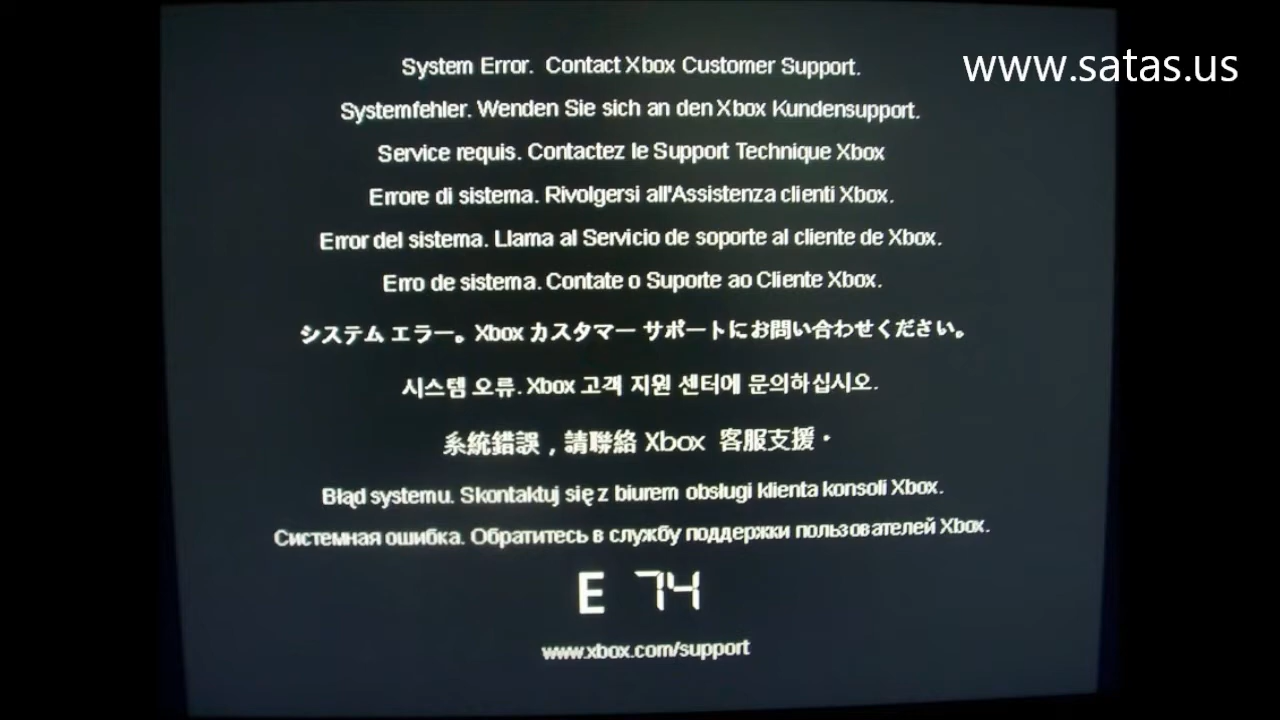 www.satas.us
System Error. Contact Xbox Customer Support.
Systemfehler. Wenden Sie sich an den Xbox Kundensupport.
Service requis. Contactez le Support Technique Xbox
Errore di sistema. Rivolgersi all'Assistenza clienti Xbox.
Error del sistema. Llama al Servicio de soporte al cliente de Xbox.
Erro de sistema. Contate o Suporte ao Cliente Xbox.
システム エラー。Xbox カスタマー サポートにお問い合わせください。
시스템 오류. Xbox 고객 지원 센터에 문의하십시오.
系統錯誤，請聯絡 Xbox 客服支援。
Błąd systemu. Skontaktuj się z biurem obsługi klienta konsoli Xbox.
Системная ошибка. Обратитесь в службу поддержки пользователей Xbox.
E 74
www.xbox.com/support